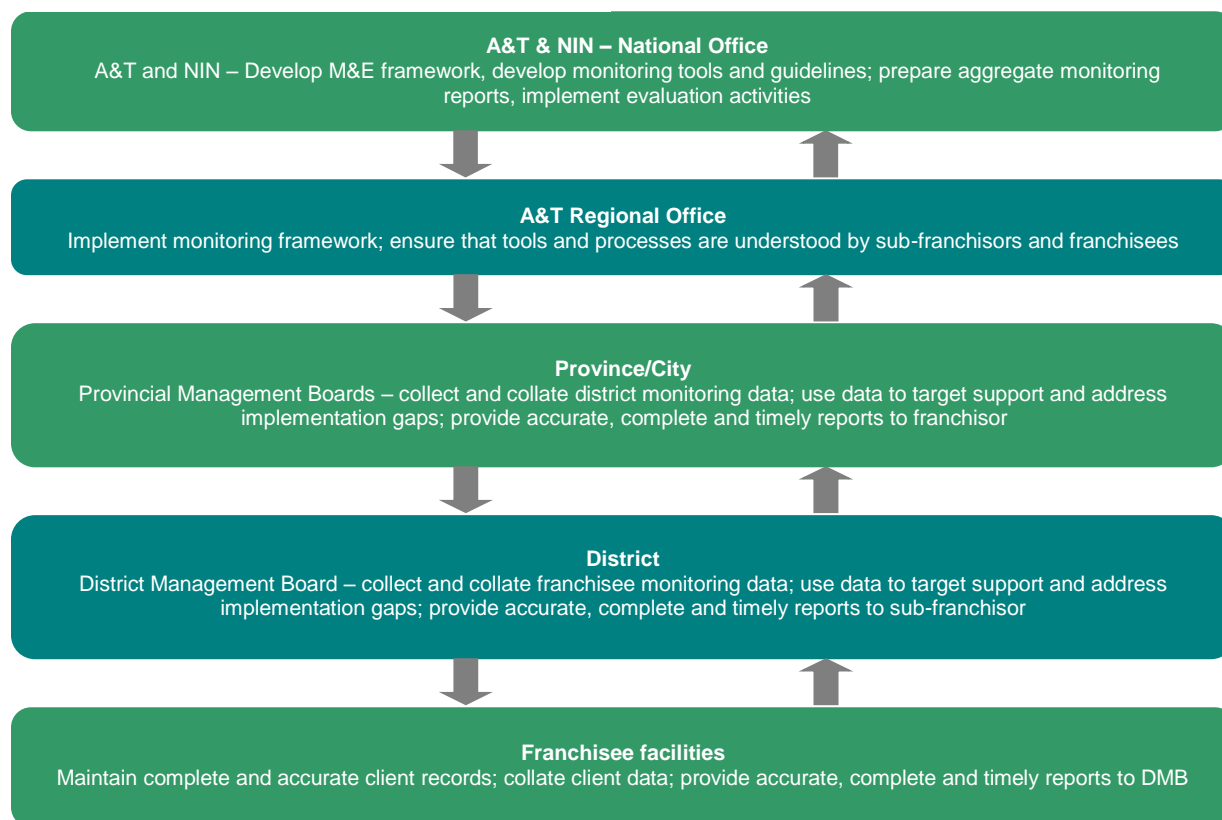 A&T & NIN – National Office
A&T and NIN – Develop M&E framework, develop monitoring tools and guidelines; prepare aggregate monitoring
reports, implement evaluation activities
A&T Regional Office
Implement monitoring framework; ensure that tools and processes are understood by sub-franchisors and franchisees
Province/City
Provincial Management Boards – collect and collate district monitoring data; use data to target support and address
implementation gaps; provide accurate, complete and timely reports to franchisor
District
District Management Board – collect and collate franchisee monitoring data; use data to target support and address
implementation gaps; provide accurate, complete and timely reports to sub-franchisor
Franchisee facilities
Maintain complete and accurate client records; collate client data; provide accurate, complete and timely reports to DMB